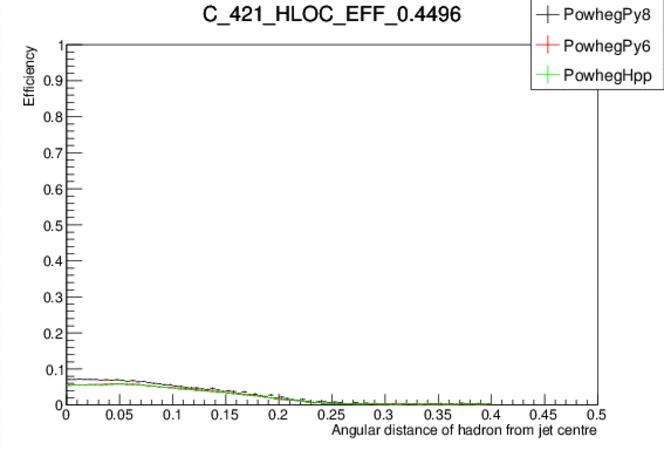 C_421_HLOC_EFF_0.4496
PowhegPy8
PowhegPy6
PowhegHpp
Efficiency
1
0.9
0.8
0.7
0.6
0.5
0.4
0.3
0.2
0.1
0
0 0.05 0.1 0.15 0.2 0.25 0.3 0.35 0.4 0.45 0.5
Angular distance of hadron from jet centre